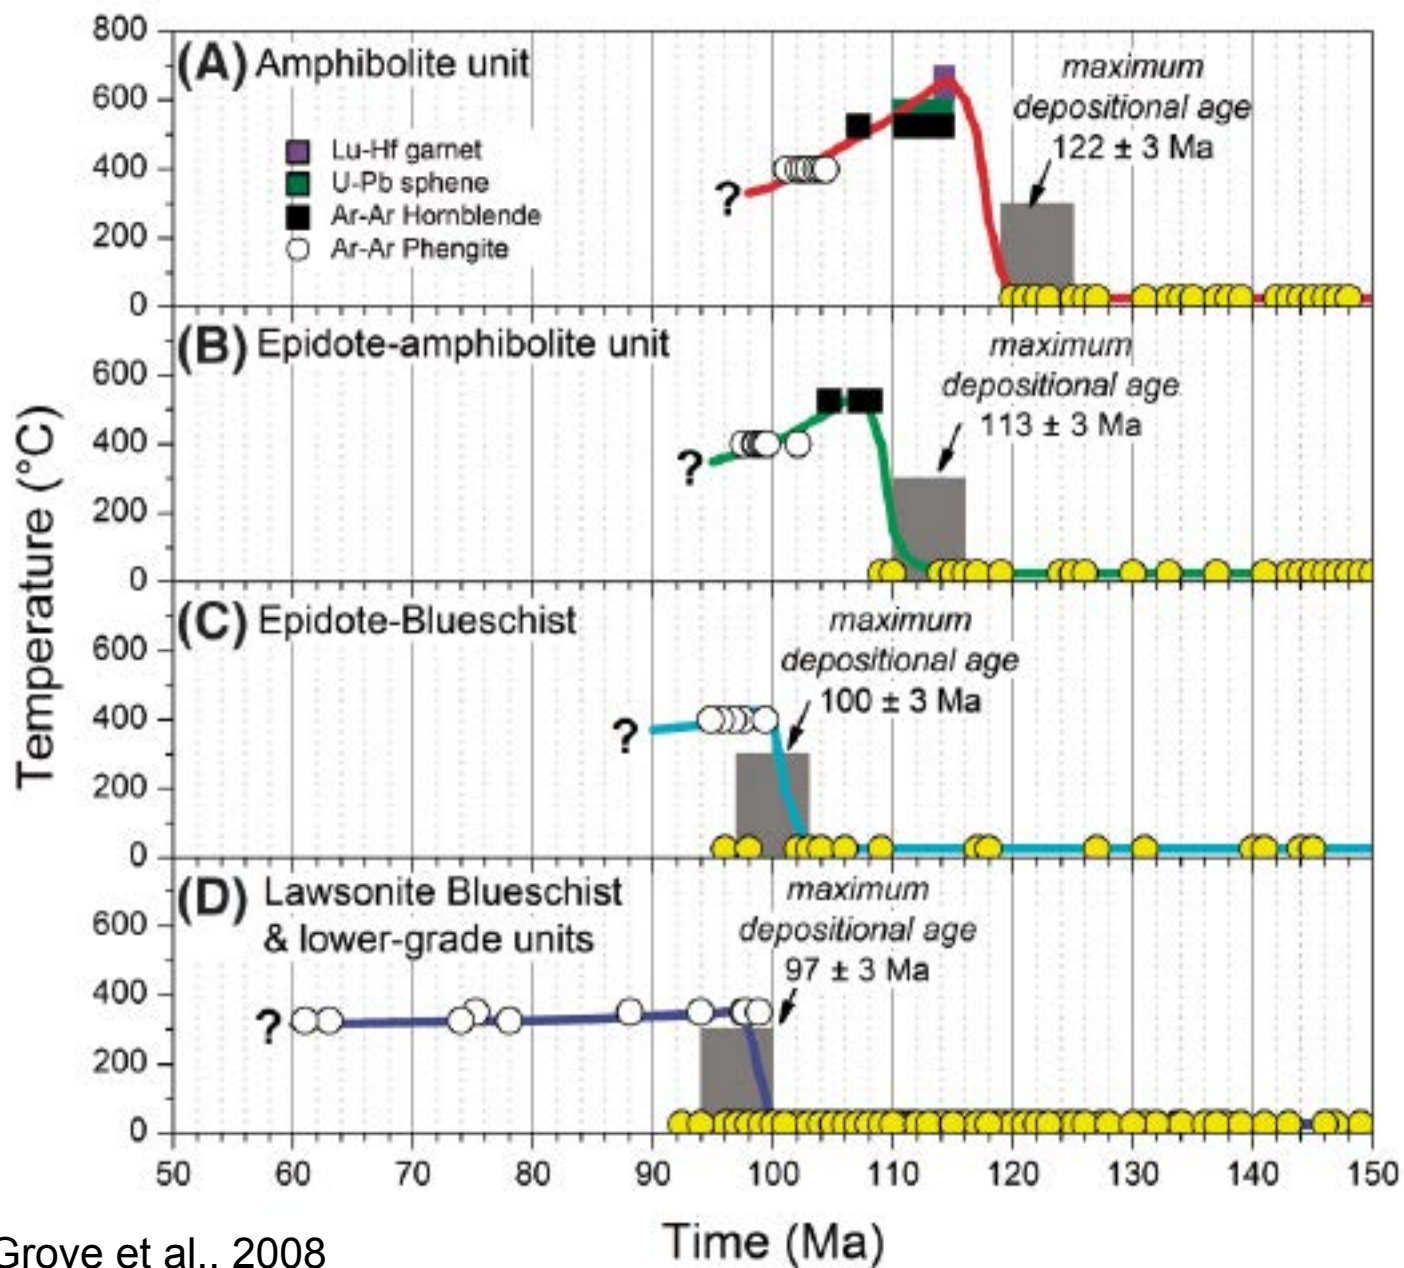 800
(A) Amphibolite unit
maximum
depositional age
122 ± 3 Ma
600
Lu-Hf garnet
U-Pb sphene
Ar-Ar Hornblende
Ar-Ar Phengite
400
?
200
0
(B) Epidote-amphibolite unit
maximum
depositional age
113 ± 3 Ma
600
400
?
200
0
(C) Epidote-Blueschist
maximum
depositional age
100 ± 3 Ma
600
400
?
200
0
(D) Lawsonite Blueschist
& lower-grade units
maximum
depositional age
97 ± 3 Ma
600
400
?
200
0
Temperature (°C)
50 60 70 80 90 100 110 120 130 140 150
Time (Ma)
Grove et al., 2008